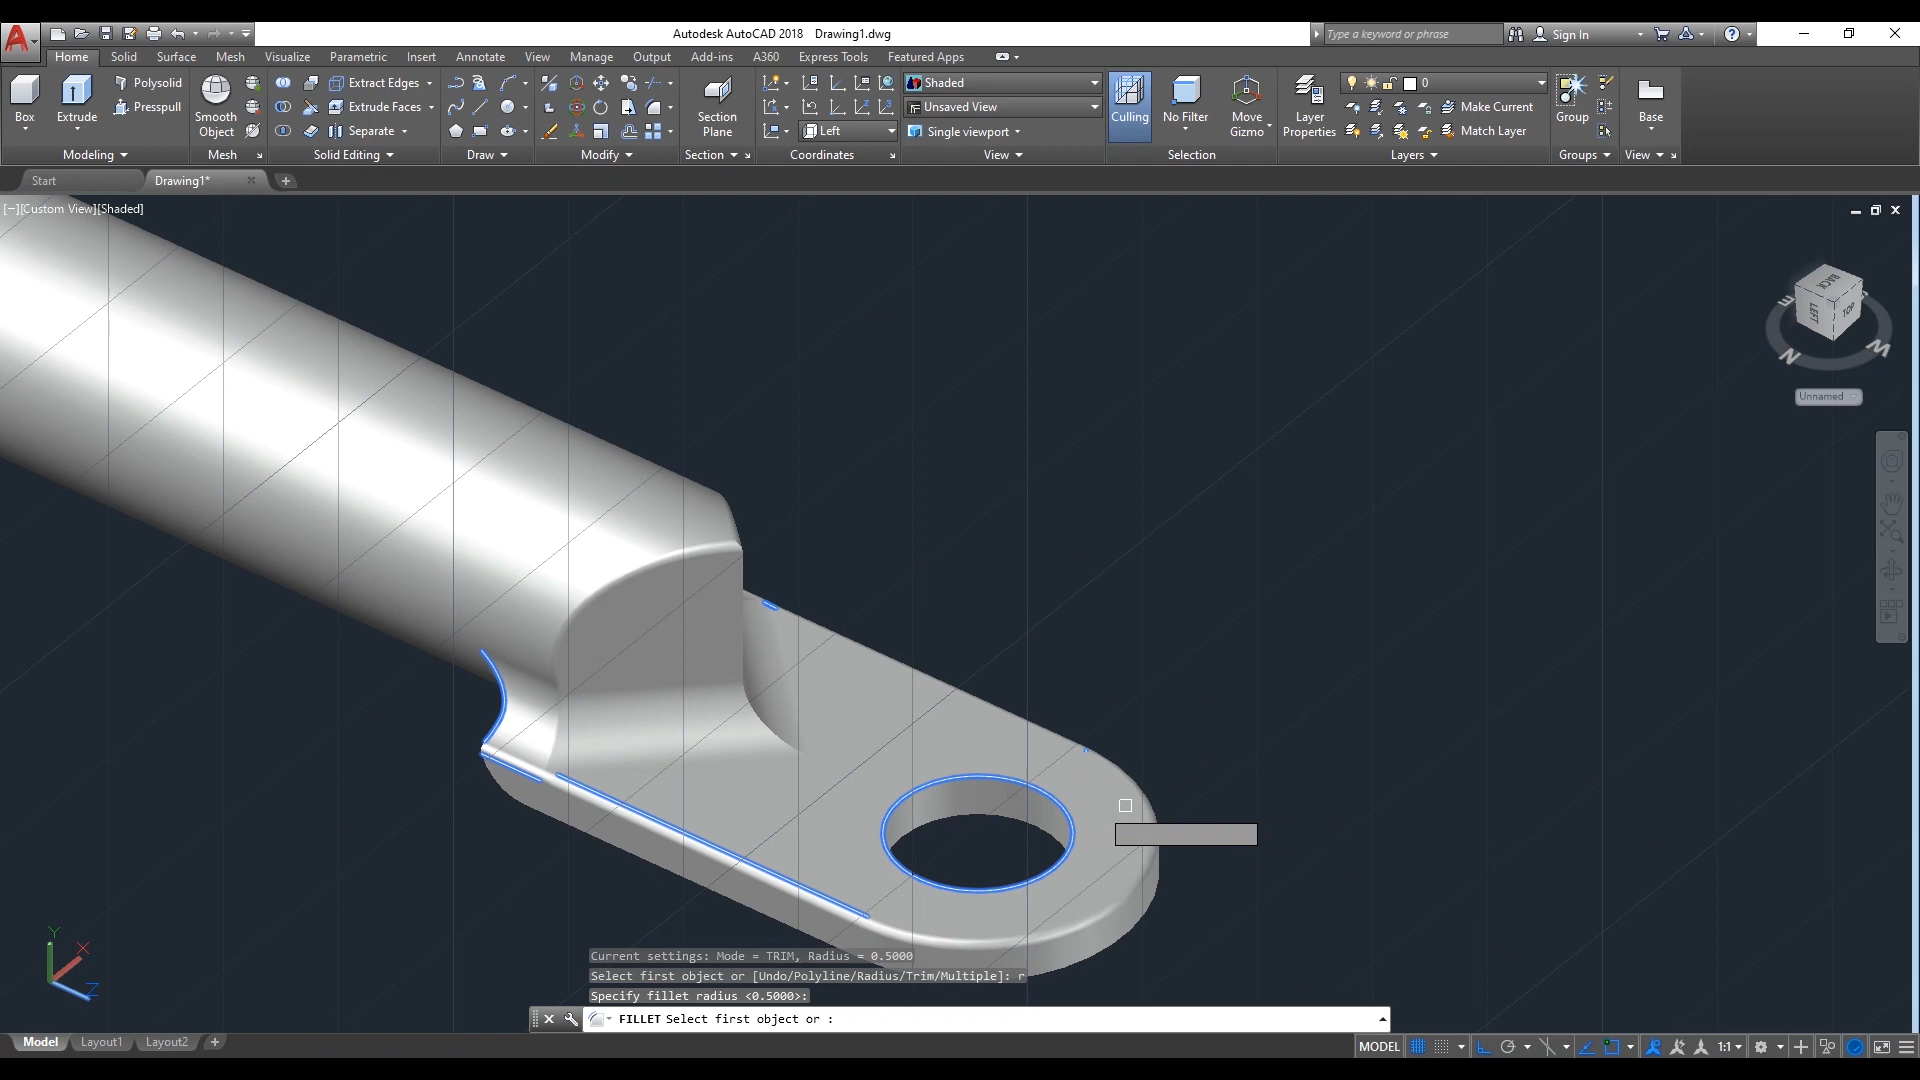 Autodesk AutoCAD 2018 Drawing1.dwg
Type a keyword or phrase
Sign In
Home Solid Surface Mesh Visualize Parametric Insert Annotate View Manage Output Add-ins A360 Express Tools Featured Apps
Box
Extrude
Polysolid
Presspull
Modeling
Smooth
Object
Mesh
Extract Edges
Extrude Faces
Separate
Solid Editing
Draw
Modify
Section
Plane
Section
Left
Coordinates
Shaded
Unsaved View
Single viewport
View
Culling
No Filter
Move
Gizmo
Selection
Layer
Properties
0
Make Current
Match Layer
Layers
Group
Groups
Base
View
Start
Drawing1*
[−][Custom View][Shaded]
BACK
LEFT
TOP
E
N
W
Unnamed
Y
X
Z
Current settings: Mode = TRIM, Radius = 0.5000
Select first object or [Undo/Polyline/Radius/Trim/Multiple]: r
Specify fillet radius <0.5000>:
FILLET Select first object or :
Model Layout1 Layout2
MODEL
1:1